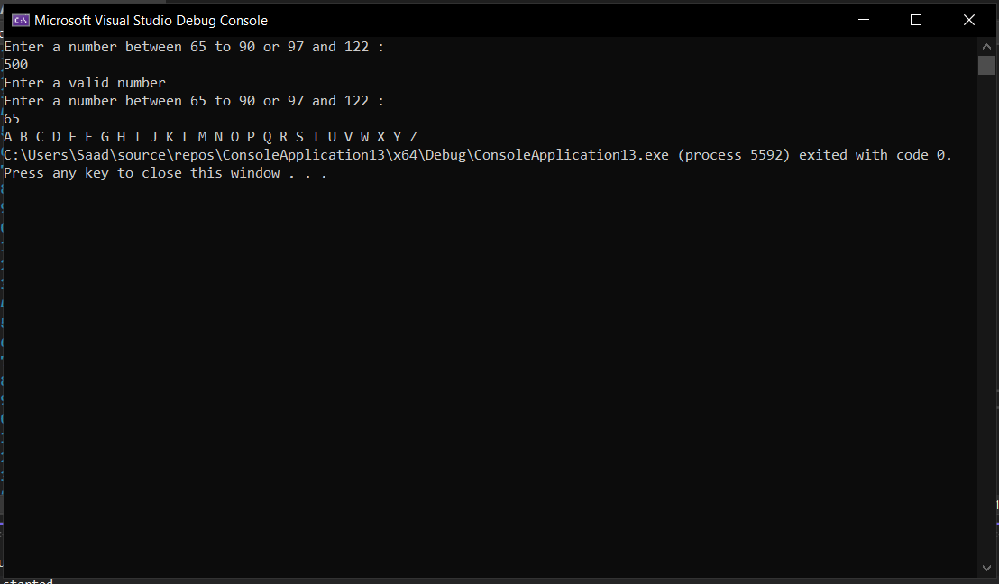 Microsoft Visual Studio Debug Console
Enter a number between 65 to 90 or 97 and 122 :
500
Enter a valid number
Enter a number between 65 to 90 or 97 and 122 :
65
A B C D E F G H I J K L M N O P Q R S T U V W X Y Z
C:\Users\Saad\source\repos\ConsoleApplication13\x64\Debug\ConsoleApplication13.exe (process 5592) exited with code 0.
Press any key to close this window . . .